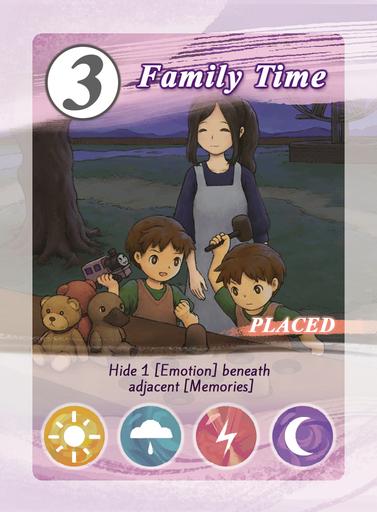 3
Family Time
PLACED
Hide 1 [Emotion] beneath
adjacent [Memories]